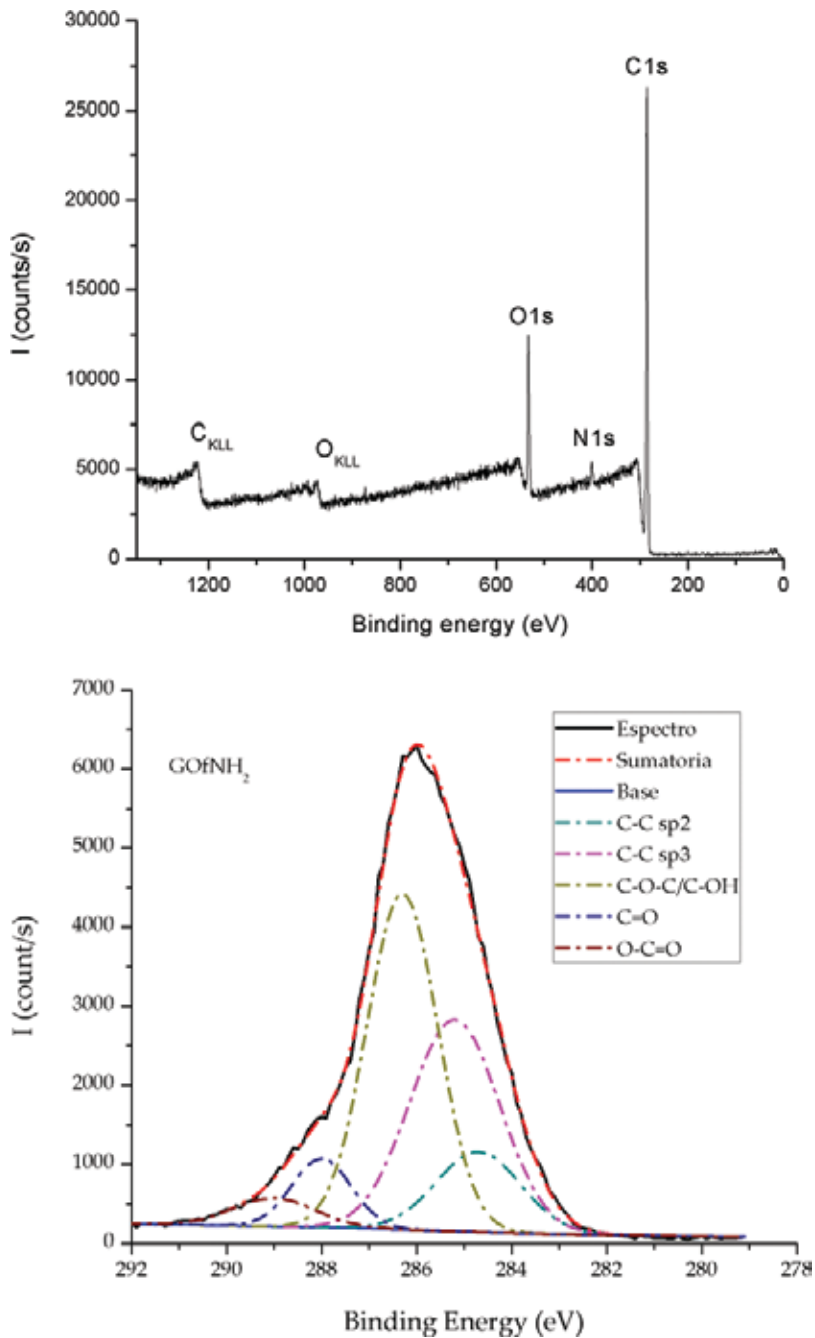 30000
25000
20000
15000
10000
5000
0
I (counts/s)
C1s
O1s
N1s
C_KLL
O_KLL
1200 1000 800 600 400 200 0
Binding energy (eV)
7000
6000
5000
4000
3000
2000
1000
0
I (count/s)
GOfNH₂
Espectro
Sumatoria
Base
C-C sp2
C-C sp3
C-O-C/C-OH
C=O
O-C=O
292 290 288 286 284 282 280 278
Binding Energy (eV)